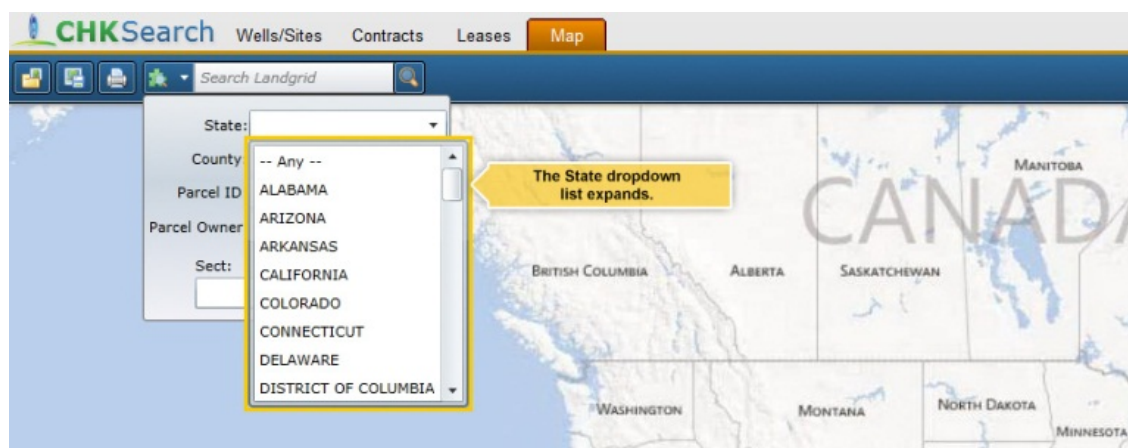 CHKSearch Wells/Sites Contracts Leases Map
Search Landgrid
State:
County
Parcel ID
Parcel Owner
Sect:
-- Any --
ALABAMA
ARIZONA
ARKANSAS
CALIFORNIA
COLORADO
CONNECTICUT
DELAWARE
DISTRICT OF COLUMBIA
The State dropdown
list expands.
MANITOBA
CANADA
BRITISH COLUMBIA ALBERTA SASKATCHEWAN
WASHINGTON MONTANA NORTH DAKOTA
MINNESOTA